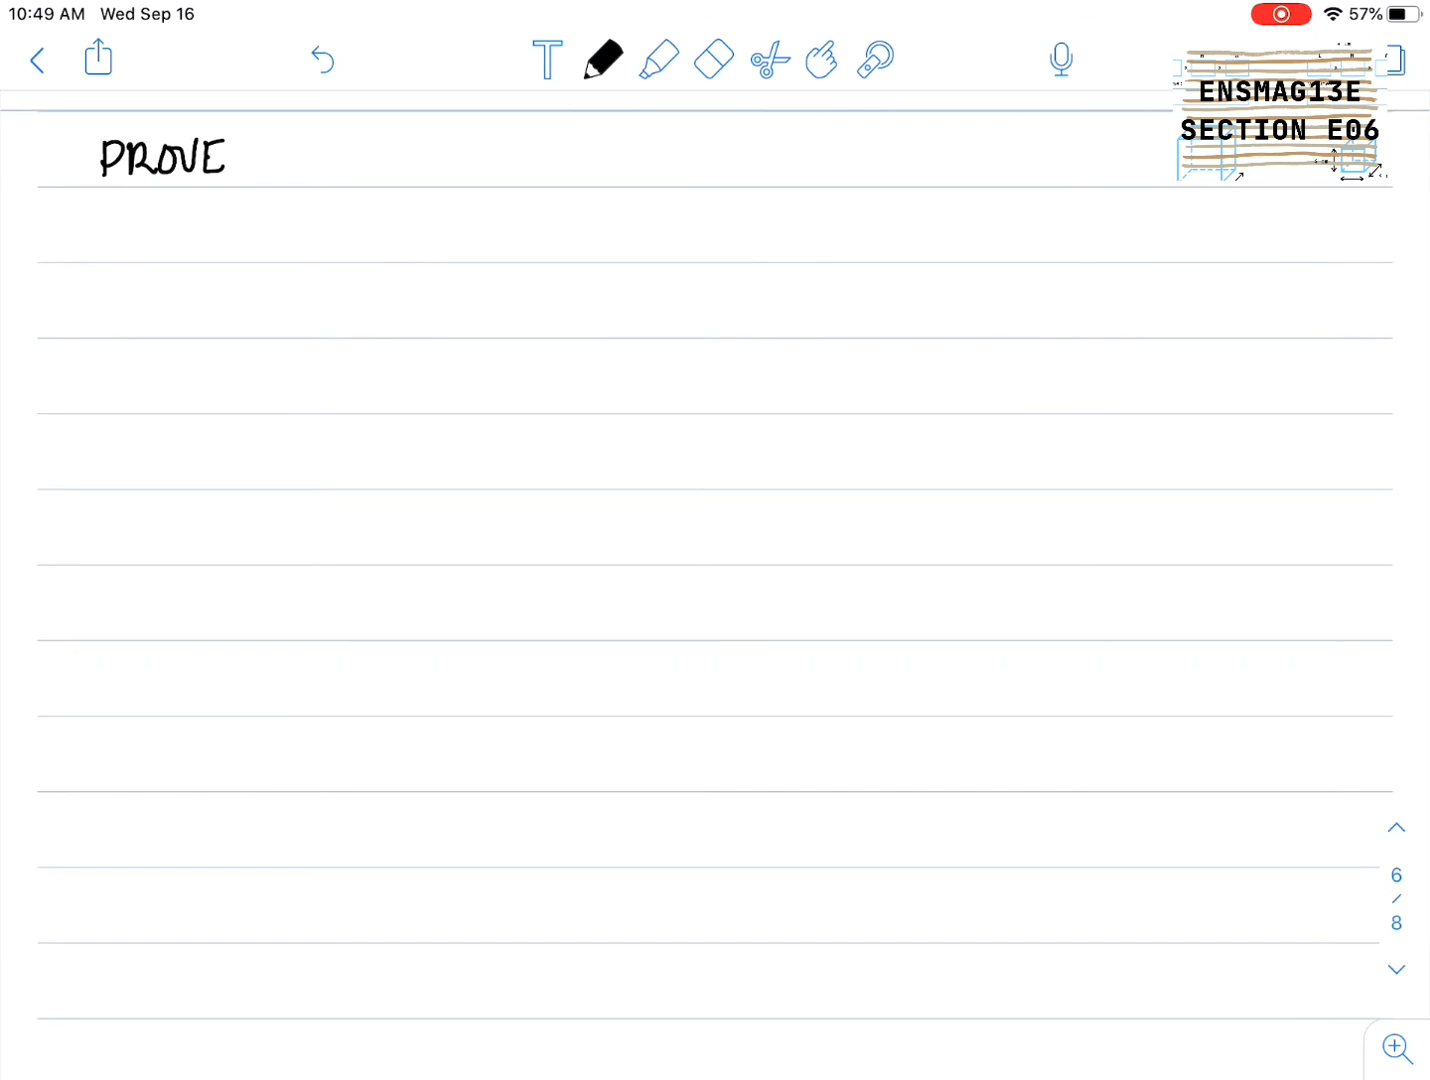 10:49 AM Wed Sep 16
57%
T
ENSMAG13E
SECTION E06
PROVE
6
/
8